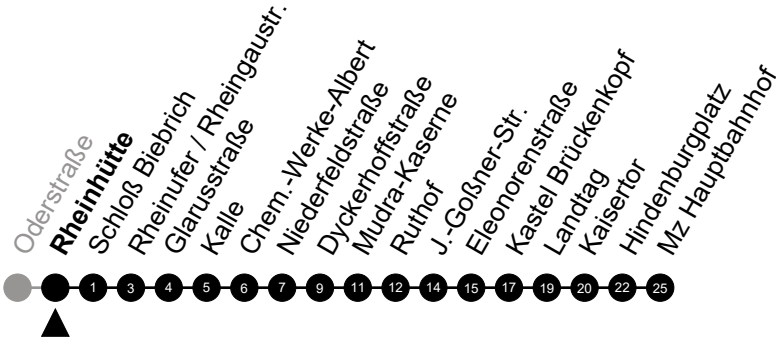 Oderstraße
Rheinhütte
Schloß Biebrich
Rheinufer / Rheingaustr.
Glarusstraße
Kalle
Chem.-Werke-Albert
Niederfeldstraße
Dyckerhoffstraße
Mudra-Kaserne
Ruthof
J.-Goßner-Str.
Eleonorenstraße
Kastel Brückenkopf
Landtag
Kaisertor
Hindenburgplatz
Mz Hauptbahnhof
1 3 4 5 6 7 9 11 12 14 15 17 19 20 22 25